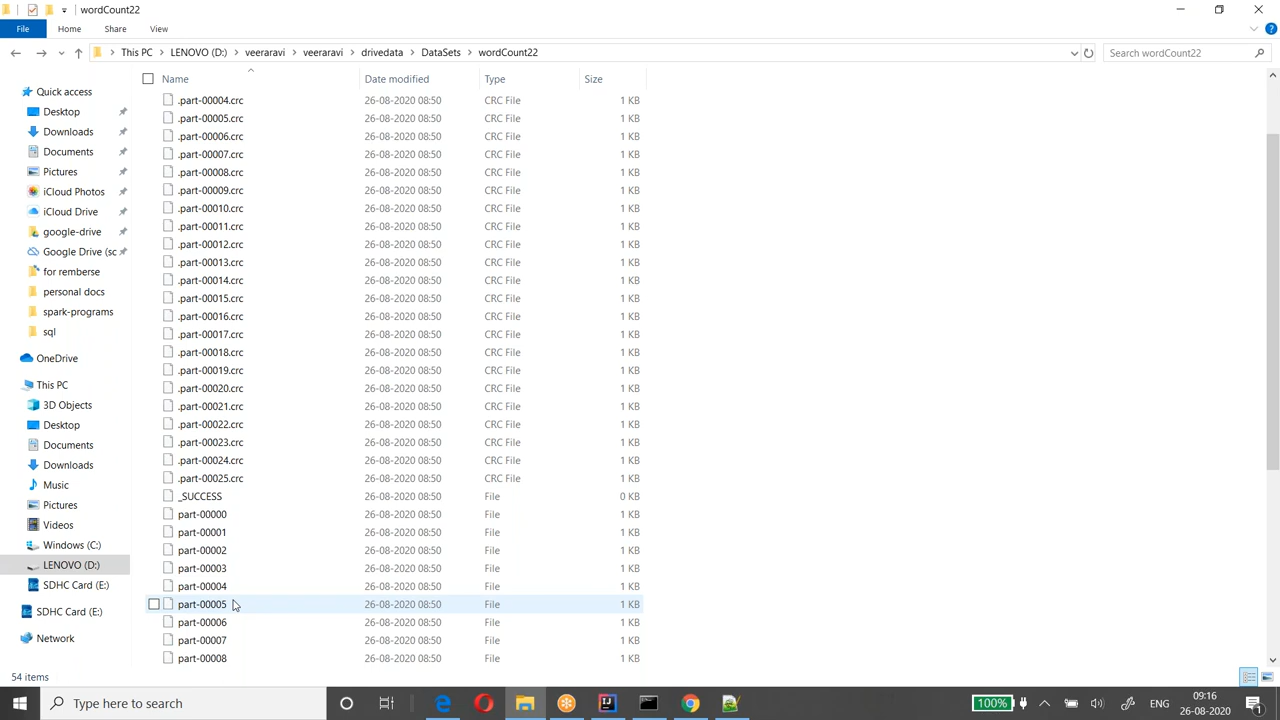 wordCount22
File Home Share View
This PC LENOVO (D:) veeraravi veeraravi drivedata DataSets wordCount22 Search wordCount22
Name Date modified Type Size
Quick access
Desktop
Downloads
Documents
Pictures
iCloud Photos
iCloud Drive
google-drive
Google Drive (sc
for remberse
personal docs
spark-programs
sql
OneDrive
This PC
3D Objects
Desktop
Documents
Downloads
Music
Pictures
Videos
Windows (C:)
LENOVO (D:)
SDHC Card (E:)
SDHC Card (E:)
Network
.part-00004.crc 26-08-2020 08:50 CRC File 1 KB
.part-00005.crc 26-08-2020 08:50 CRC File 1 KB
.part-00006.crc 26-08-2020 08:50 CRC File 1 KB
.part-00007.crc 26-08-2020 08:50 CRC File 1 KB
.part-00008.crc 26-08-2020 08:50 CRC File 1 KB
.part-00009.crc 26-08-2020 08:50 CRC File 1 KB
.part-00010.crc 26-08-2020 08:50 CRC File 1 KB
.part-00011.crc 26-08-2020 08:50 CRC File 1 KB
.part-00012.crc 26-08-2020 08:50 CRC File 1 KB
.part-00013.crc 26-08-2020 08:50 CRC File 1 KB
.part-00014.crc 26-08-2020 08:50 CRC File 1 KB
.part-00015.crc 26-08-2020 08:50 CRC File 1 KB
.part-00016.crc 26-08-2020 08:50 CRC File 1 KB
.part-00017.crc 26-08-2020 08:50 CRC File 1 KB
.part-00018.crc 26-08-2020 08:50 CRC File 1 KB
.part-00019.crc 26-08-2020 08:50 CRC File 1 KB
.part-00020.crc 26-08-2020 08:50 CRC File 1 KB
.part-00021.crc 26-08-2020 08:50 CRC File 1 KB
.part-00022.crc 26-08-2020 08:50 CRC File 1 KB
.part-00023.crc 26-08-2020 08:50 CRC File 1 KB
.part-00024.crc 26-08-2020 08:50 CRC File 1 KB
.part-00025.crc 26-08-2020 08:50 CRC File 1 KB
_SUCCESS 26-08-2020 08:50 File 0 KB
part-00000 26-08-2020 08:50 File 1 KB
part-00001 26-08-2020 08:50 File 1 KB
part-00002 26-08-2020 08:50 File 1 KB
part-00003 26-08-2020 08:50 File 1 KB
part-00004 26-08-2020 08:50 File 1 KB
part-00005 26-08-2020 08:50 File 1 KB
part-00006 26-08-2020 08:50 File 1 KB
part-00007 26-08-2020 08:50 File 1 KB
part-00008 26-08-2020 08:50 File 1 KB
54 items
Type here to search
100% ENG 09:16
26-08-2020
1